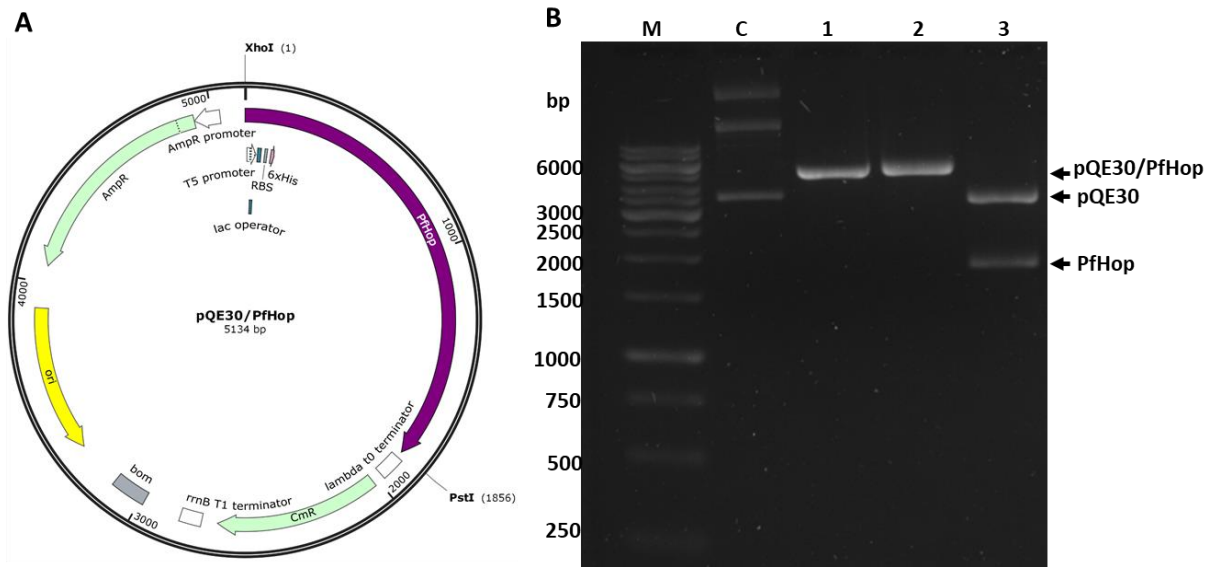 A
XhoI (1)
5000
AmpR promoter
AmpR
T5 promoter
6xHis
RBS
lac operator
PfHop
1000
4000
pQE30/PfHop
5134 bp
ori
lambda t0 terminator
2000
PstI (1856)
bom
rrnB T1 terminator
CmR
3000
B
M C 1 2 3
bp
6000
3000
2500
2000
1500
1000
750
500
250
pQE30/PfHop
pQE30
PfHop